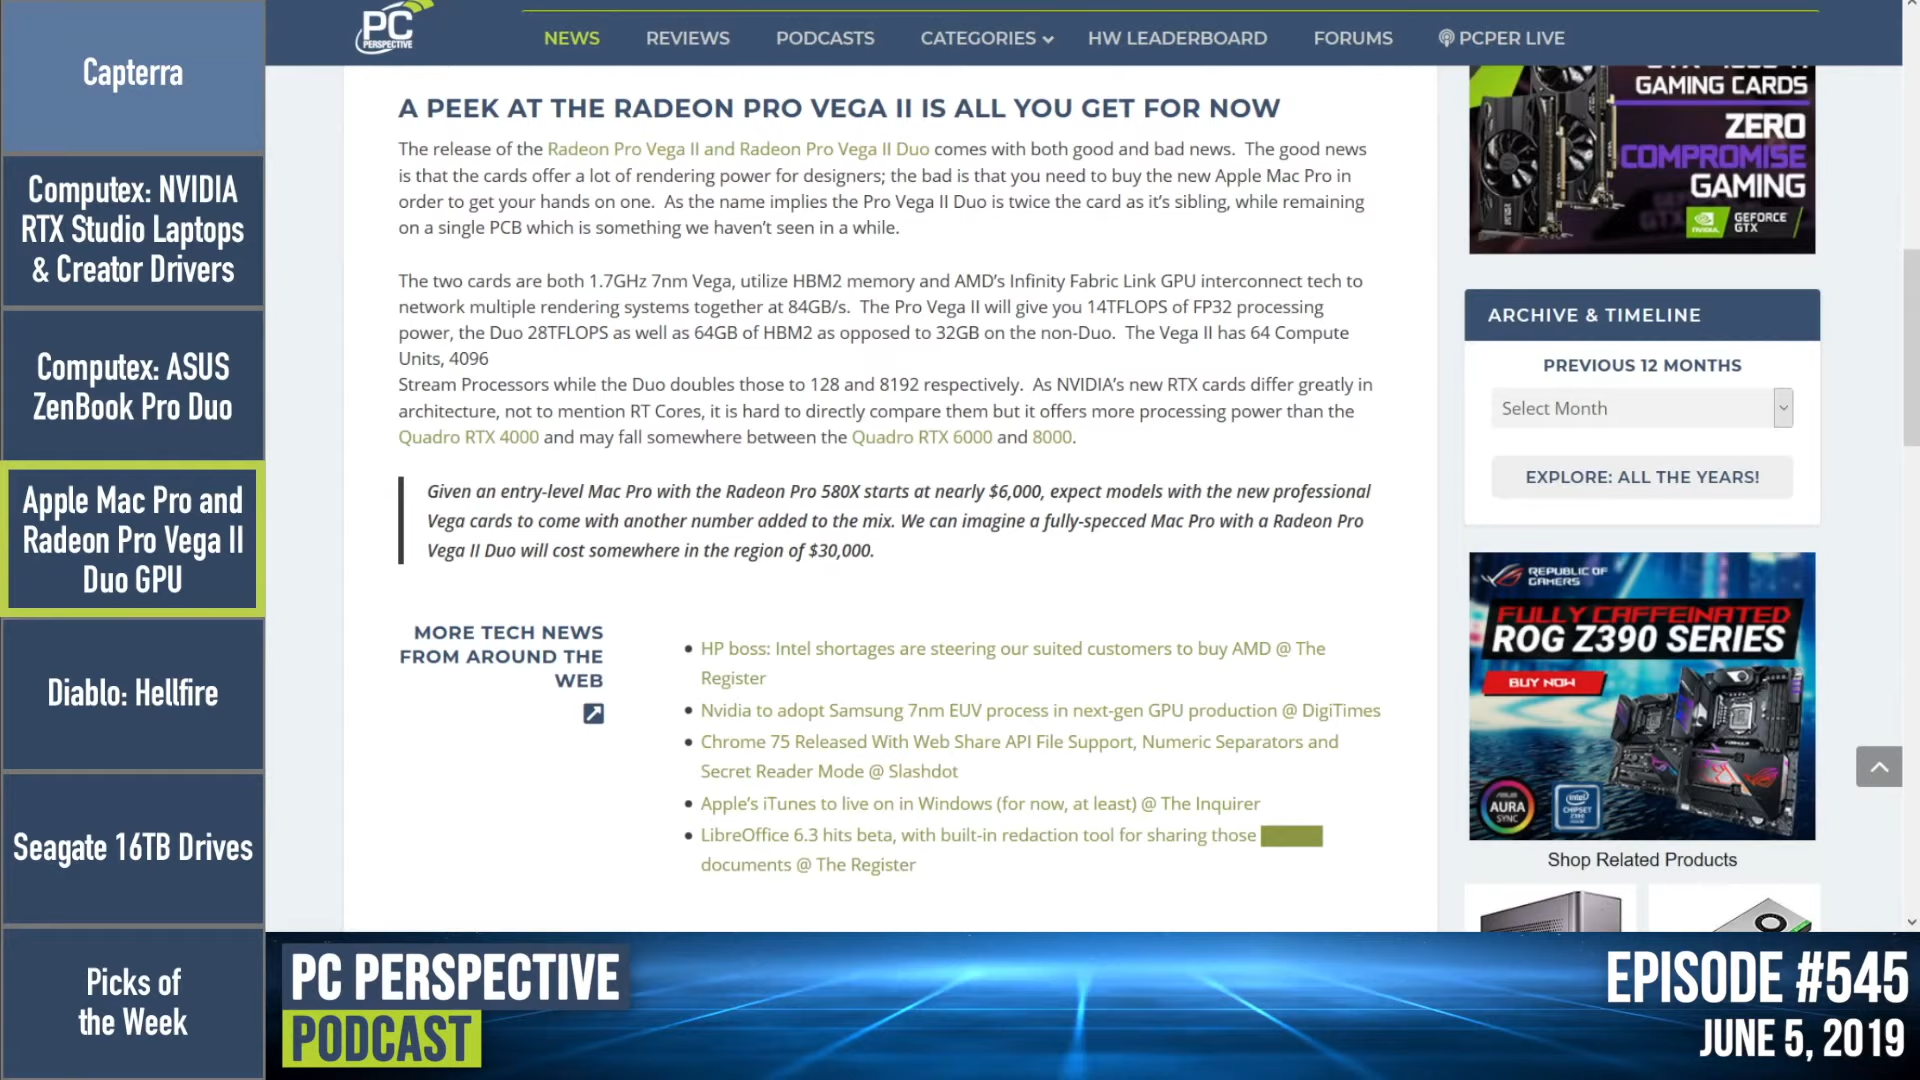 Capterra
Computex: NVIDIA
RTX Studio Laptops
& Creator Drivers
Computex: ASUS
ZenBook Pro Duo
Apple Mac Pro and
Radeon Pro Vega II
Duo GPU
Diablo: Hellfire
Seagate 16TB Drives
Picks of
the Week
PC
PERSPECTIVE
NEWS
REVIEWS
PODCASTS
CATEGORIES
HW LEADERBOARD
FORUMS
PCPER LIVE
A PEEK AT THE RADEON PRO VEGA II IS ALL YOU GET FOR NOW
The release of the Radeon Pro Vega II and Radeon Pro Vega II Duo comes with both good and bad news. The good news
is that the cards offer a lot of rendering power for designers; the bad is that you need to buy the new Apple Mac Pro in
order to get your hands on one. As the name implies the Pro Vega II Duo is twice the card as it's sibling, while remaining
on a single PCB which is something we haven't seen in a while.
The two cards are both 1.7GHz 7nm Vega, utilize HBM2 memory and AMD's Infinity Fabric Link GPU interconnect tech to
network multiple rendering systems together at 84GB/s. The Pro Vega II will give you 14TFLOPS of FP32 processing
power, the Duo 28TFLOPS as well as 64GB of HBM2 as opposed to 32GB on the non-Duo. The Vega II has 64 Compute
Units, 4096
Stream Processors while the Duo doubles those to 128 and 8192 respectively. As NVIDIA's new RTX cards differ greatly in
architecture, not to mention RT Cores, it is hard to directly compare them but it offers more processing power than the
Quadro RTX 4000 and may fall somewhere between the Quadro RTX 6000 and 8000.
Given an entry-level Mac Pro with the Radeon Pro 580X starts at nearly $6,000, expect models with the new professional
Vega cards to come with another number added to the mix. We can imagine a fully-specced Mac Pro with a Radeon Pro
Vega II Duo will cost somewhere in the region of $30,000.
MORE TECH NEWS
FROM AROUND THE
WEB
HP boss: Intel shortages are steering our suited customers to buy AMD @ The
Register
Nvidia to adopt Samsung 7nm EUV process in next-gen GPU production @ DigiTimes
Chrome 75 Released With Web Share API File Support, Numeric Separators and
Secret Reader Mode @ Slashdot
Apple's iTunes to live on in Windows (for now, at least) @ The Inquirer
LibreOffice 6.3 hits beta, with built-in redaction tool for sharing those
documents @ The Register
GAMING CARDS
ZERO
COMPROMISE
GAMING
NVIDIA
GEFORCE
GTX
ARCHIVE & TIMELINE
PREVIOUS 12 MONTHS
Select Month
EXPLORE: ALL THE YEARS!
REPUBLIC OF
GAMERS
FULLY CAFFEINATED
ROG Z390 SERIES
BUY NOW
AURA
SYNC
intel
CHIPSET
Z390
Shop Related Products
PC PERSPECTIVE
PODCAST
EPISODE #545
JUNE 5, 2019